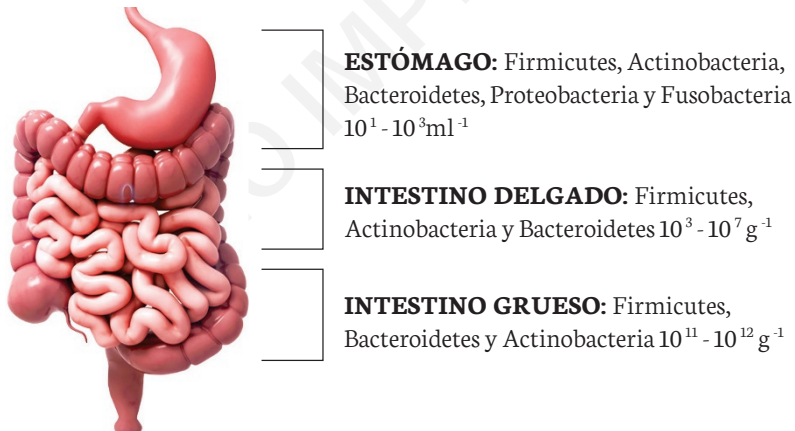 ESTÓMAGO: Firmicutes, Actinobacteria,
Bacteroidetes, Proteobacteria y Fusobacteria
10¹ - 10³ml⁻¹
INTESTINO DELGADO: Firmicutes,
Actinobacteria y Bacteroidetes 10³ - 10⁷ g⁻¹
INTESTINO GRUESO: Firmicutes,
Bacteroidetes y Actinobacteria 10¹¹ - 10¹² g⁻¹